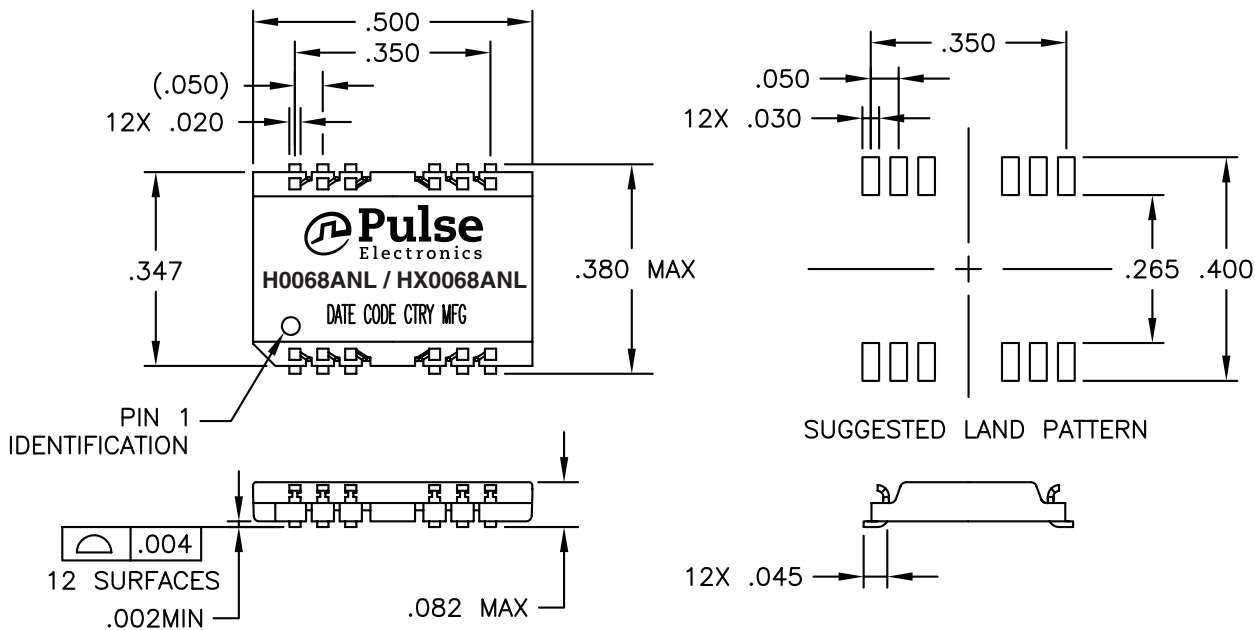 .500
.350
(.050)
12X .020
.347
.380 MAX
Pulse
Electronics
H0068ANL / HX0068ANL
DATE CODE CTRY MFG
PIN 1
IDENTIFICATION
.004
12 SURFACES
.002MIN
.082 MAX
.350
.050
12X .030
.265
.400
SUGGESTED LAND PATTERN
12X .045